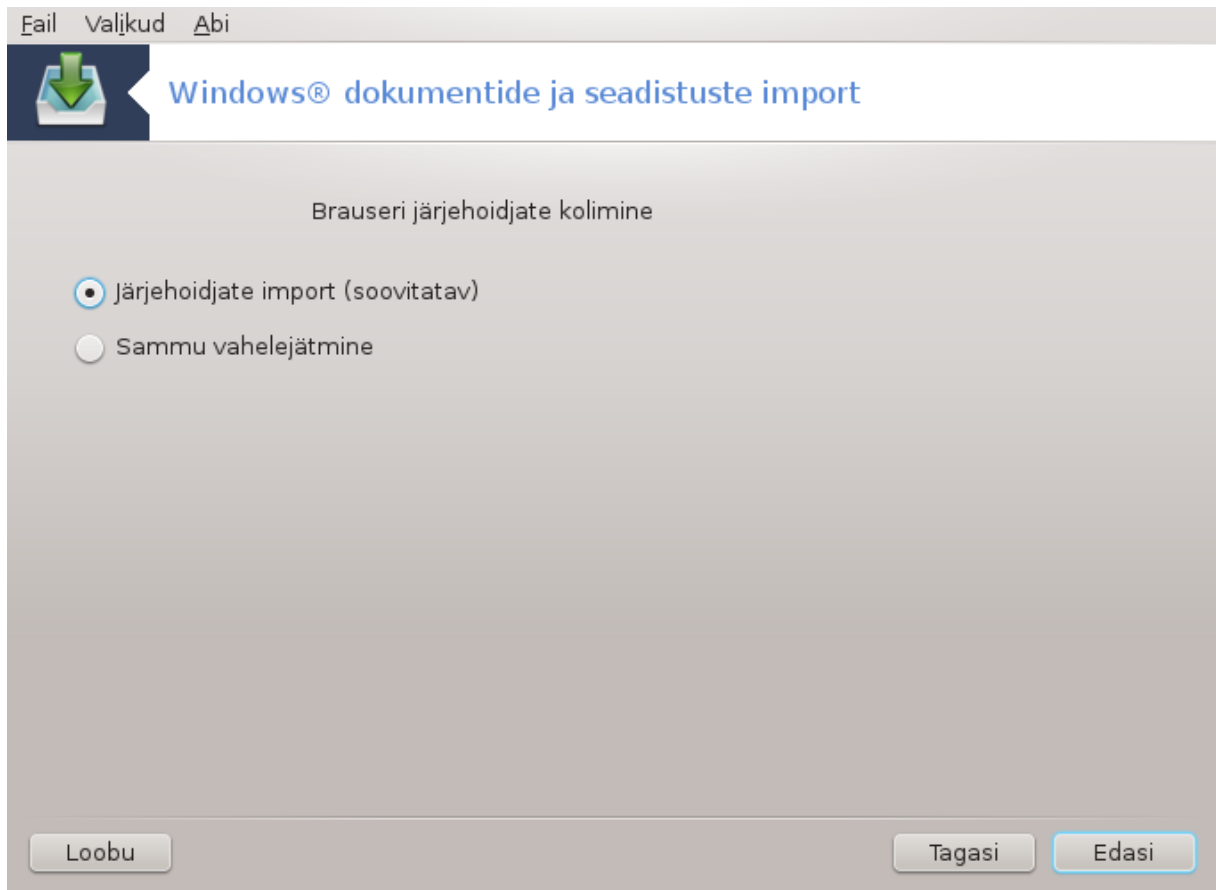 Fail Valikud Abi
Windows® dokumentide ja seadistuste import
Brauseri järjehoidjate kolimine
Järjehoidjate import (soovitatav)
Sammu vahelejätmine
Loobu Tagasi Edasi